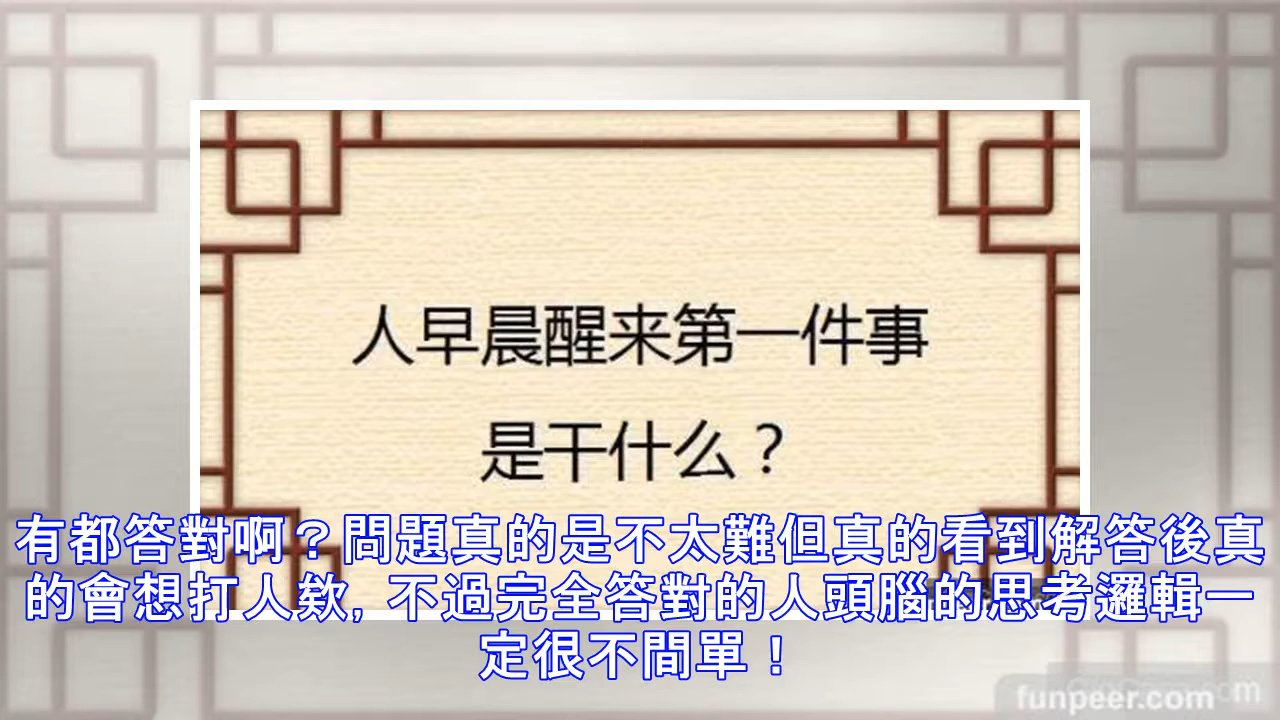 人早晨醒来第一件事
是干什么？
有都答對啊？問題真的是不太難但真的看到解答後真
的會想打人欸, 不過完全答對的人頭腦的思考邏輯一
定很不間單！
funpeer.com